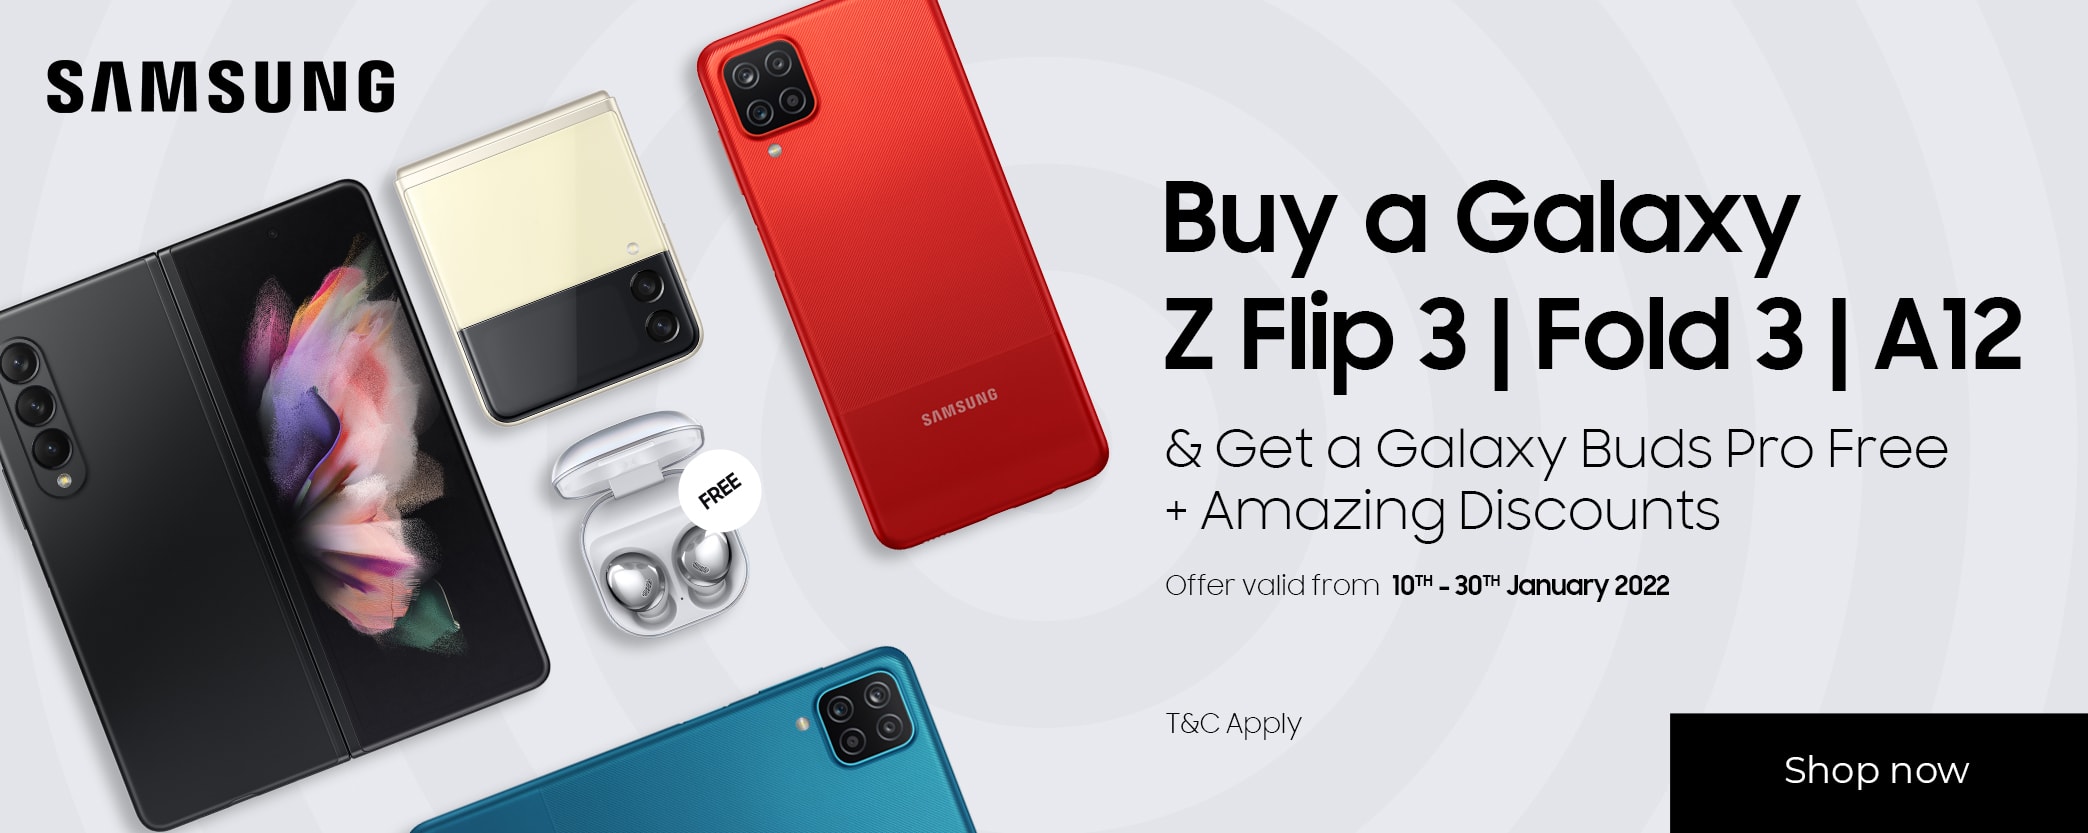 SAMSUNG
Buy a Galaxy
Z Flip 3 | Fold 3 | A12
& Get a Galaxy Buds Pro Free
+ Amazing Discounts
Offer valid from 10TH - 30TH January 2022
T&C Apply
Shop now
FREE
SAMSUNG